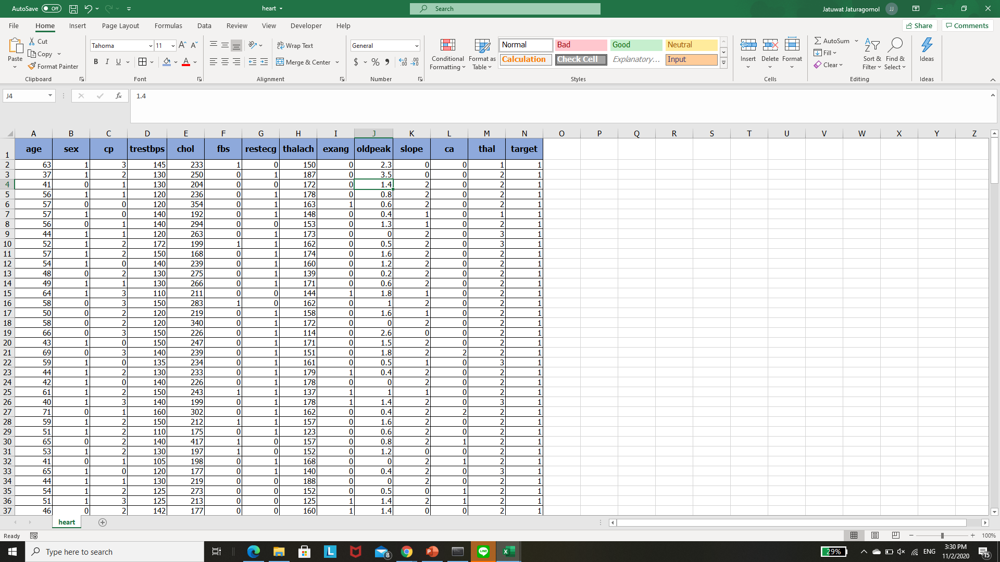 AutoSave Off heart Search Jatuwat Jaturagomol JJ
File Home Insert Page Layout Formulas Data Review View Developer Help Share Comments
Paste Cut Copy Format Painter Clipboard
Tahoma 11 A A B I U A Font
Wrap Text Merge & Center Alignment
General $ % Number
Conditional Formatting Format as Table
Normal Bad Good Neutral
Calculation Check Cell Explanatory... Input
Styles
Insert Delete Format Cells
AutoSum Fill Clear Sort & Filter Find & Select Editing
Ideas Ideas
J4 fx 1.4
A B C D E F G H I J K L M N O P Q R S T U V W X Y Z
1 age sex cp trestbps chol fbs restecg thalach exang oldpeak slope ca thal target
2 63 1 3 145 233 1 0 150 0 2.3 0 0 1 1
3 37 1 2 130 250 0 1 187 0 3.5 0 0 2 1
4 41 0 1 130 204 0 0 172 0 1.4 2 0 2 1
5 56 1 1 120 236 0 1 178 0 0.8 2 0 2 1
6 57 0 0 120 354 0 1 163 1 0.6 2 0 2 1
7 57 1 0 140 192 0 1 148 0 0.4 1 0 1 1
8 56 0 1 140 294 0 0 153 0 1.3 1 0 2 1
9 44 1 1 120 263 0 1 173 0 0 2 0 3 1
10 52 1 2 172 199 1 1 162 0 0.5 2 0 3 1
11 57 1 2 150 168 0 1 174 0 1.6 2 0 2 1
12 54 1 0 140 239 0 1 160 0 1.2 2 0 2 1
13 48 0 2 130 275 0 1 139 0 0.2 2 0 2 1
14 49 1 1 130 266 0 1 171 0 0.6 2 0 2 1
15 64 1 3 110 211 0 0 144 1 1.8 1 0 2 1
16 58 0 3 150 283 1 0 162 0 1 2 0 2 1
17 50 0 2 120 219 0 1 158 0 1.6 1 0 2 1
18 58 0 2 120 340 0 1 172 0 0 2 0 2 1
19 66 0 3 150 226 0 1 114 0 2.6 0 0 2 1
20 43 1 0 150 247 0 1 171 0 1.5 2 0 2 1
21 69 0 3 140 239 0 1 151 0 1.8 2 2 2 1
22 59 1 0 135 234 0 1 161 0 0.5 1 0 3 1
23 44 1 2 130 233 0 1 179 1 0.4 2 0 2 1
24 42 1 0 140 226 0 1 178 0 0 2 0 2 1
25 61 1 2 150 243 1 1 137 1 1 1 0 2 1
26 40 1 3 140 199 0 1 178 1 1.4 2 0 3 1
27 71 0 1 160 302 0 1 162 0 0.4 2 2 2 1
28 59 1 2 150 212 1 1 157 0 1.6 2 0 2 1
29 51 1 2 110 175 0 1 123 0 0.6 2 0 2 1
30 65 0 2 140 417 1 0 157 0 0.8 2 1 2 1
31 53 1 2 130 197 1 0 152 0 1.2 0 0 2 1
32 41 0 1 105 198 0 1 168 0 0 2 1 2 1
33 65 1 0 120 177 0 1 140 0 0.4 2 0 3 1
34 44 1 1 130 219 0 0 188 0 0 2 0 2 1
35 54 1 2 125 273 0 0 152 0 0.5 0 1 2 1
36 51 1 3 125 213 0 0 125 1 1.4 2 1 2 1
37 46 0 2 142 177 0 0 160 1 1.4 0 0 2 1
heart
Ready 100%
Type here to search L 8 P LINE X 29% ENG 3:30 PM
11/2/2020 15